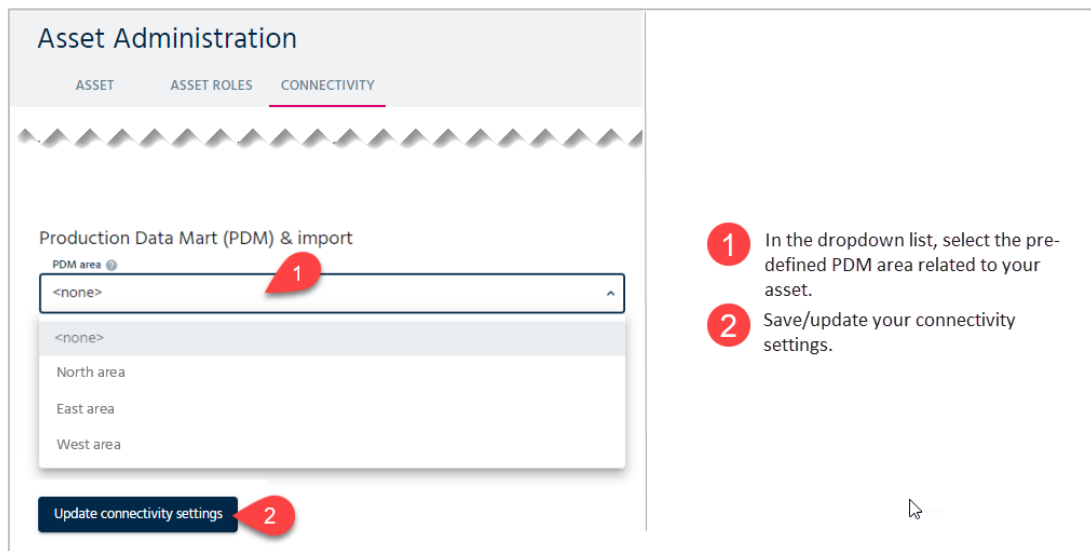 Asset Administration
ASSET ASSET ROLES CONNECTIVITY
Production Data Mart (PDM) & import
PDM area ?
1
<none>
<none>
North area
East area
West area
Update connectivity settings
2
1 In the dropdown list, select the pre-
defined PDM area related to your
asset.
2 Save/update your connectivity
settings.